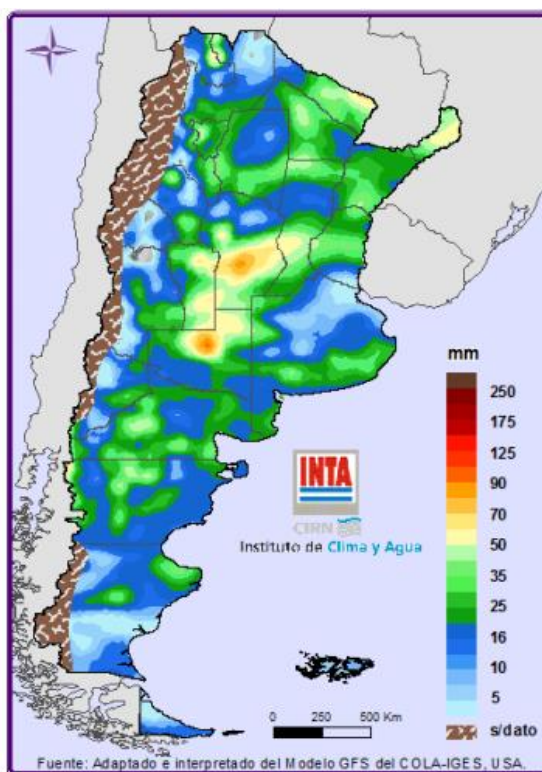 mm
250
175
125
90
70
50
35
25
16
10
5
s/dato
INTA
CIRN
Instituto de Clima y Agua
0 250 500 Km
Fuente: Adaptado e interpretado del Modelo GFS del COLA-IGES, USA.